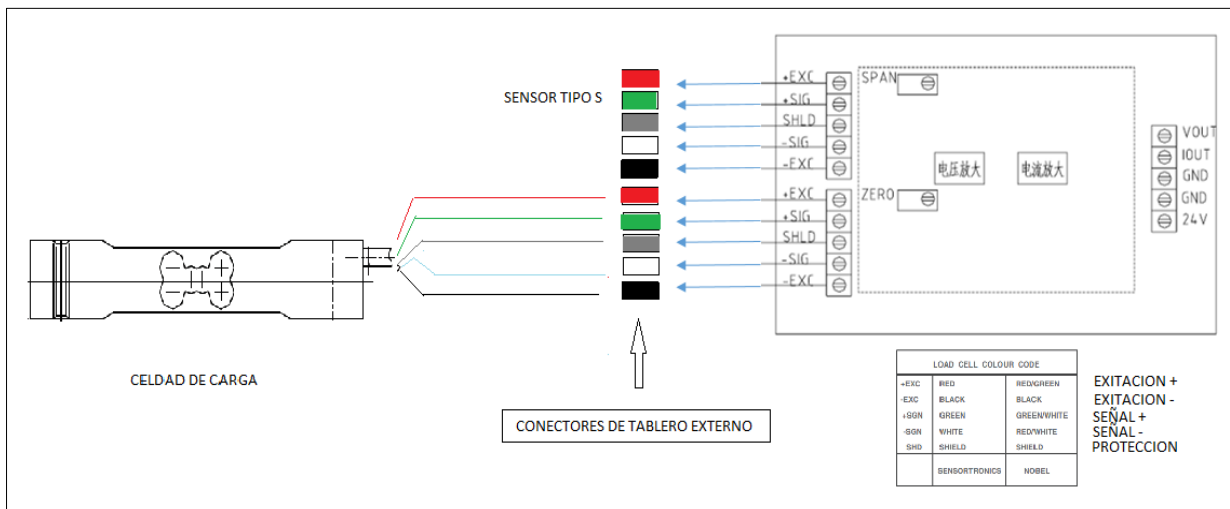 SENSOR TIPO S
+EXC
+SIG
SHLD
-SIG
-EXC
+EXC
+SIG
SHLD
-SIG
-EXC
SPAN
ZERO
电压放大
电流放大
VOUT
IOUT
GND
GND
24V
CELDAD DE CARGA
CONECTORES DE TABLERO EXTERNO
LOAD CELL COLOUR CODE
+EXC RED RED/GREEN EXITACION +
-EXC BLACK BLACK EXITACION -
+SGN GREEN GREEN/WHITE SEÑAL +
-SGN WHITE RED/WHITE SEÑAL -
SHD SHIELD SHIELD PROTECCION
SENSORTRONICS NOBEL